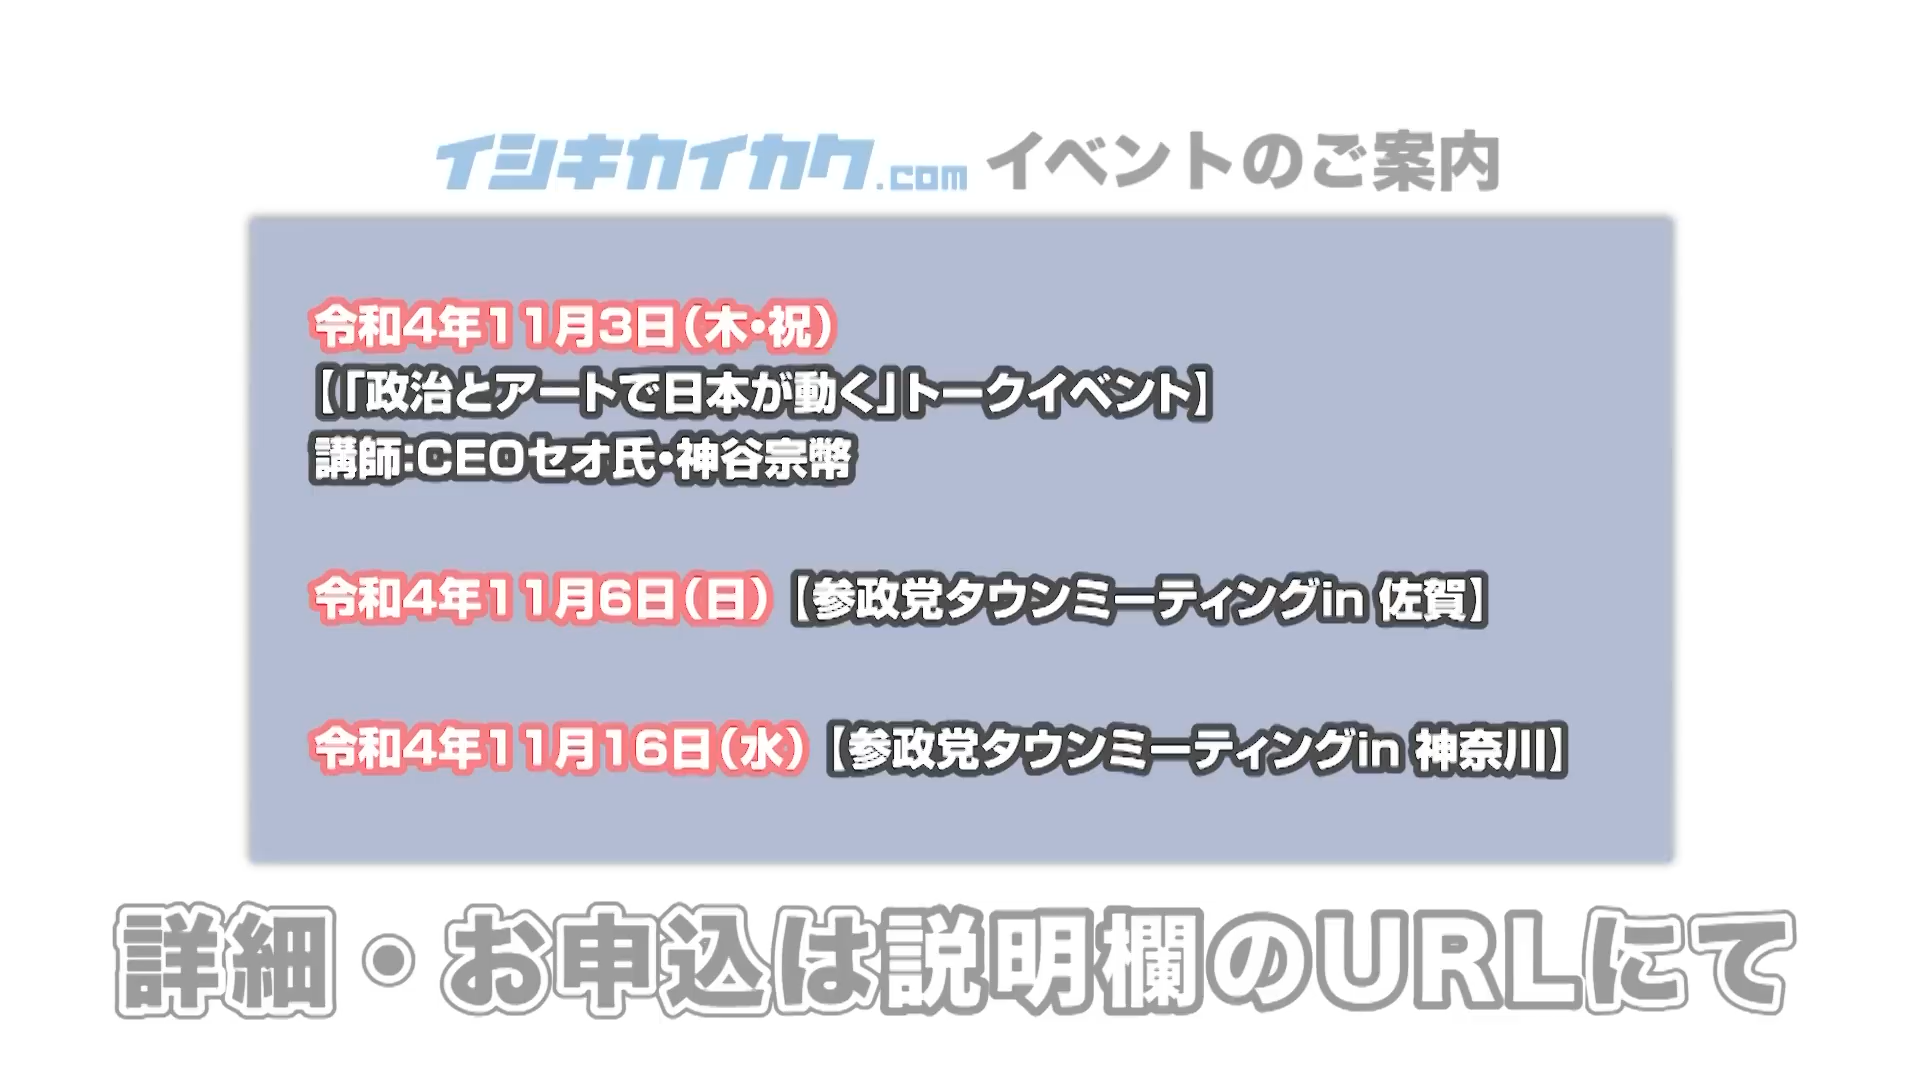 イシキカイカク.com イベントのご案内
令和4年11月3日(木・祝)
【「政治とアートで日本が動く」トークイベント】
講師:CEOセオ氏・神谷宗幣
令和4年11月6日(日)【参政党タウンミーティングin 佐賀】
令和4年11月16日(水)【参政党タウンミーティングin 神奈川】
詳細・お申込は説明欄のURLにて